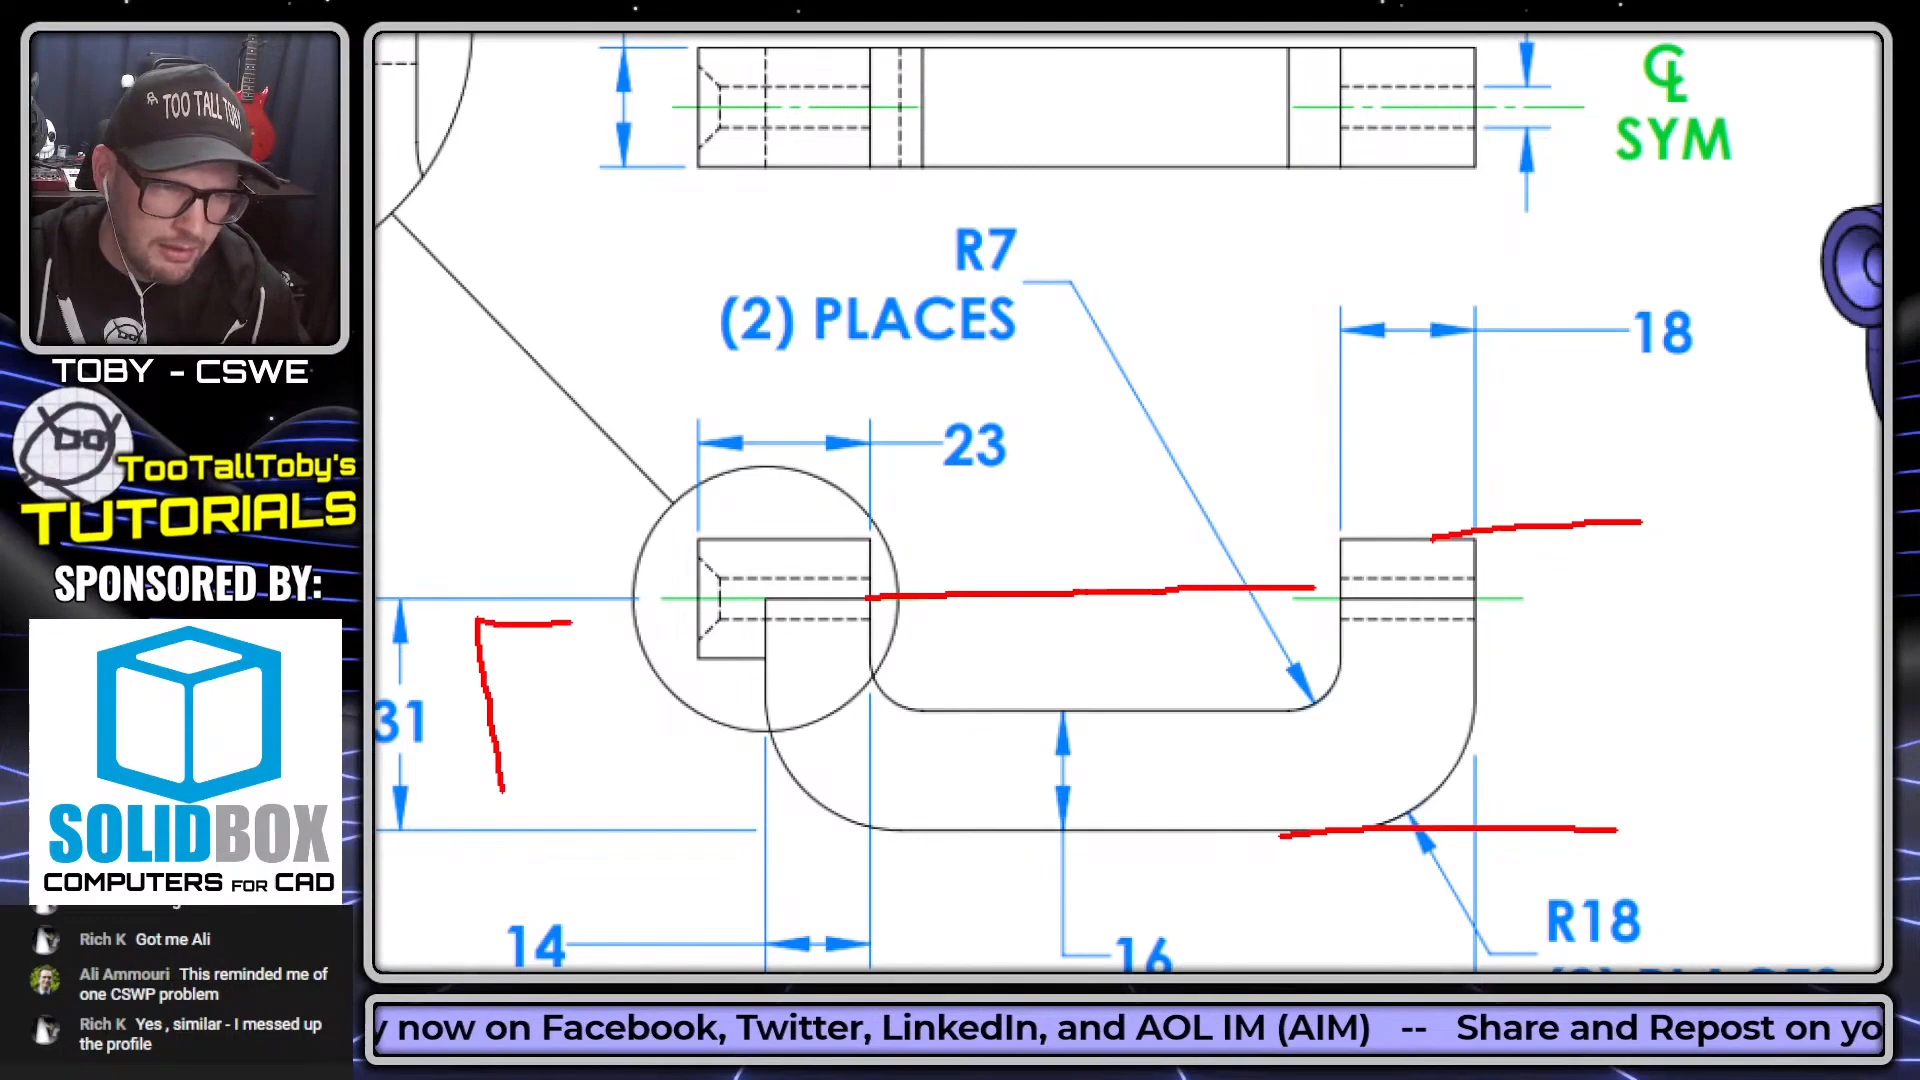 TOO TALL TOBY
TOBY - CSWE
TooTallToby's
TUTORIALS
SPONSORED BY:
SOLIDBOX
COMPUTERS FOR CAD
Rich K Got me Ali
Ali Ammouri This reminded me of
one CSWP problem
Rich K Yes , similar - I messed up
the profile
℄
SYM
R7
(2) PLACES
18
23
31
14
16
R18
y now on Facebook, Twitter, LinkedIn, and AOL IM (AIM) -- Share and Repost on yo